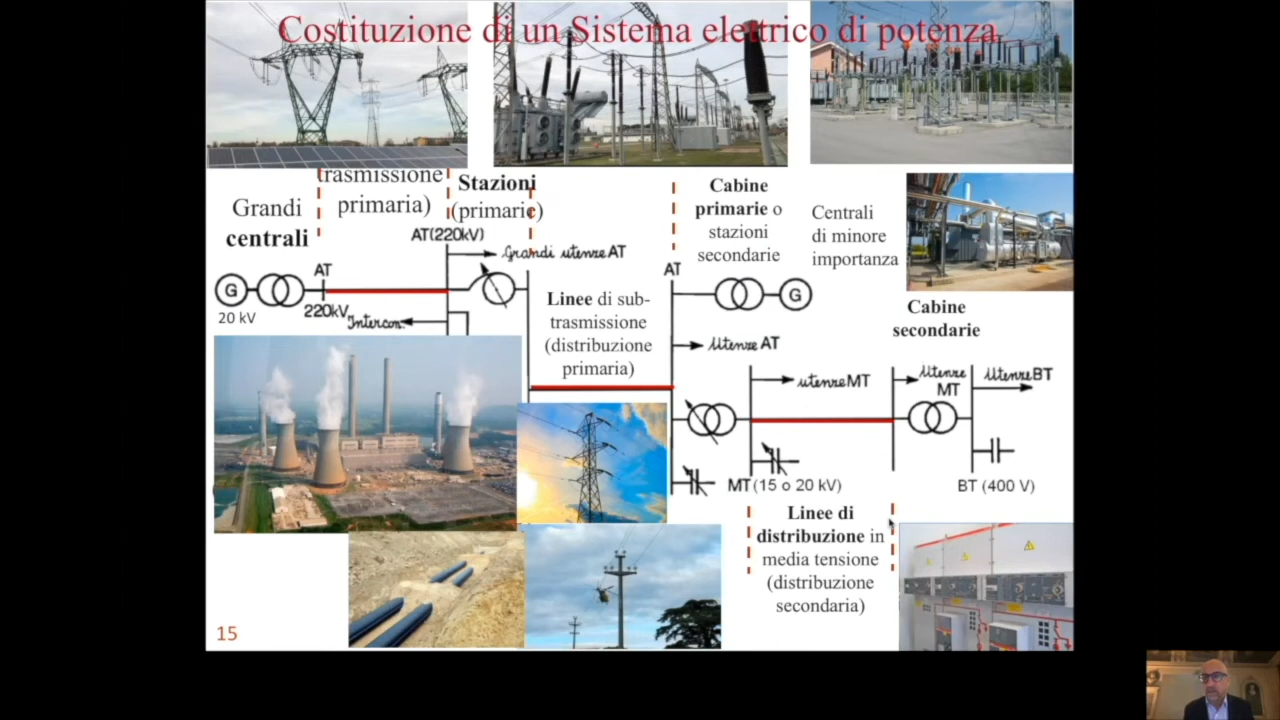 Costituzione di un Sistema elettrico di potenza
trasmissione
primaria)
Grandi
centrali
Stazioni
(primarie)
AT(220kV)
Grandi utenze AT
AT
G
20 kV
220kV
Intercon.
Linee di sub-
trasmissione
(distribuzione
primaria)
Cabine
primarie o
stazioni
secondarie
AT
G
Centrali
di minore
importanza
Utenze AT
Cabine
secondarie
utenze MT
Utenze
MT
Utenze BT
MT (15 o 20 kV)
BT (400 V)
Linee di
distribuzione in
media tensione
(distribuzione
secondaria)
15